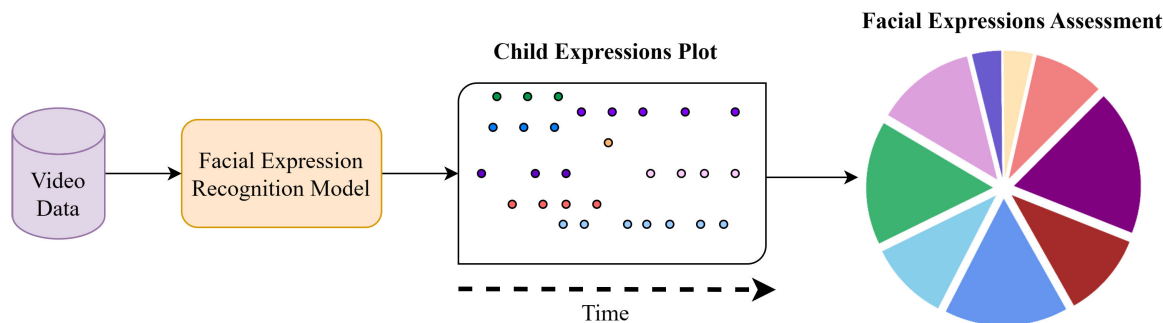 Facial Expressions Assessment
Child Expressions Plot
Video
Data
Facial Expression
Recognition Model
Time